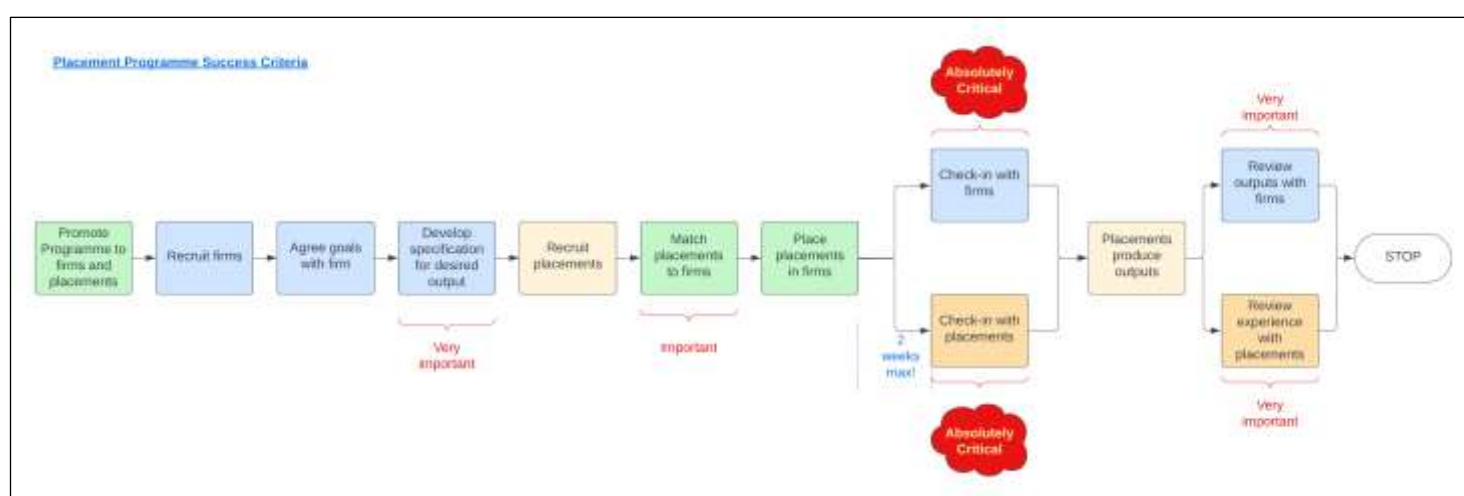 Placement Programme Success Criteria
Absolutely
Critical
Very
important
Check-in with
firms
Review
outputs with
firms
Promote
Programme to
firms and
placements
Recruit firms
Agree goals
with firm
Develop
specification
for desired
output
Recruit
placements
Match
placements
to firms
Place
placements
in firms
Placements
produce
outputs
STOP
Check-in with
placements
Review
experience
with
placements
Very
important
important
2
weeks
max!
Absolutely
Critical
Very
important